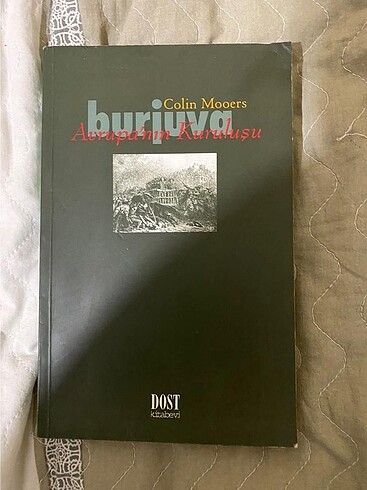 Colin Mooers
burjuva
Avrupa'nın Kuruluşu
DOST
kitabevi